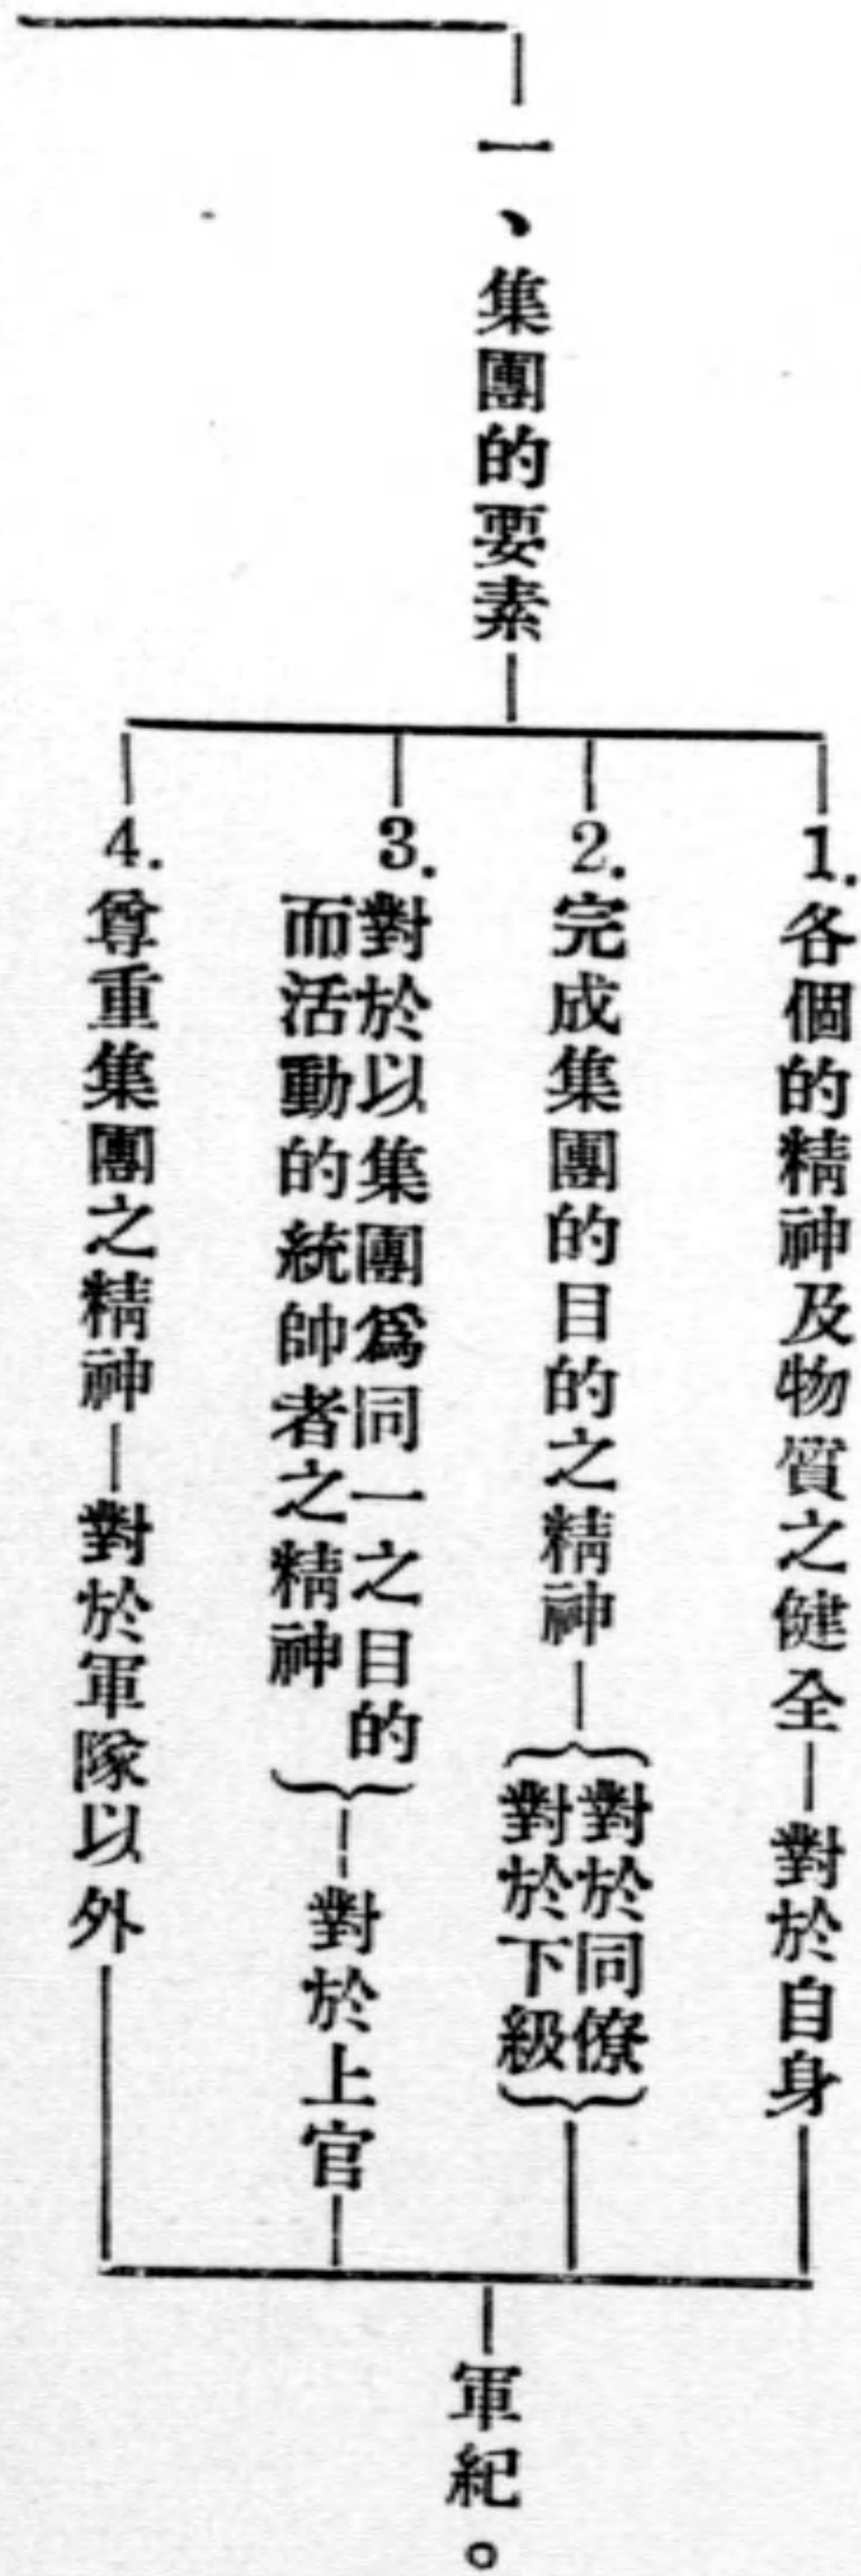 一、集團的要素
1.各個的精神及物質之健全
對於自身
2.完成集團的目的之精神
對於同僚
對於下級
3.對於以集團爲同一之目的
而活動的統帥者之精神
對於上官
4.尊重集團之精神
對於軍隊以外
軍紀。